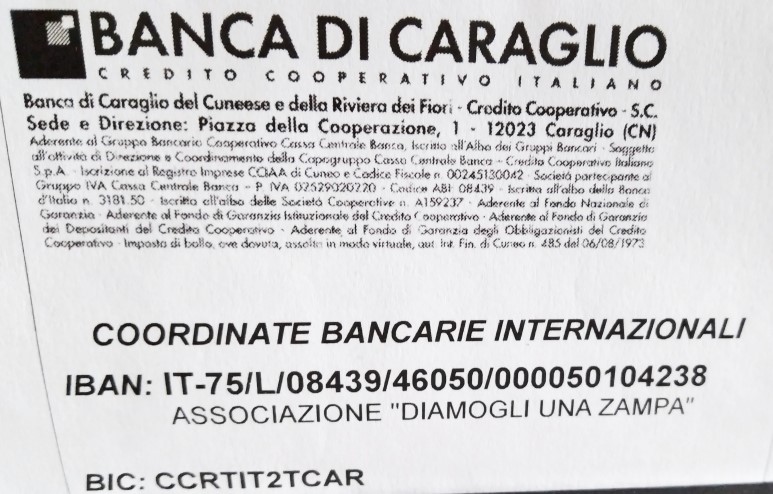 BANCA DI CARAGLIO
CREDITO COOPERATIVO ITALIANO
Banca di Caraglio del Cuneese e della Riviera dei Fiori - Credito Cooperativo - S.C.
Sede e Direzione: Piazza della Cooperazione, 1 - 12023 Caraglio (CN)
Aderente al Gruppo Bancario Cooperativo Cassa Centrale Banca, Iscritto all'Albo dei Gruppi Bancari - Soggetta
all'attività di Direzione e Coordinamento della Capogruppo Cassa Centrale Banca - Credito Cooperativo Italiano
S.p.A. - Iscrizione al Registro Imprese CCIAA di Cuneo e Codice Fiscale n. 00245130042 - Società partecipante al
Gruppo IVA Cassa Centrale Banca - P. IVA 02529020220 - Codice ABI 08439 - Iscritta all'albo della Banca
d'Italia n. 3181.50 - Iscritta all'albo delle Società Cooperative n. A159237 - Aderente al Fondo Nazionale di
Garanzia - Aderente al Fondo di Garanzia Istituzionale del Credito Cooperativo - Aderente al Fondo di Garanzia
dei Depositanti del Credito Cooperativo - Aderente al Fondo di Garanzia degli Obbligazionisti del Credito
Cooperativo - Imposta di bollo, ove dovuta, assolta in modo virtuale, aut. Int. Fin. di Cuneo n. 485 del 06/08/1973
COORDINATE BANCARIE INTERNAZIONALI
IBAN: IT-75/L/08439/46050/000050104238
ASSOCIAZIONE "DIAMOGLI UNA ZAMPA"
BIC: CCRTIT2TCAR